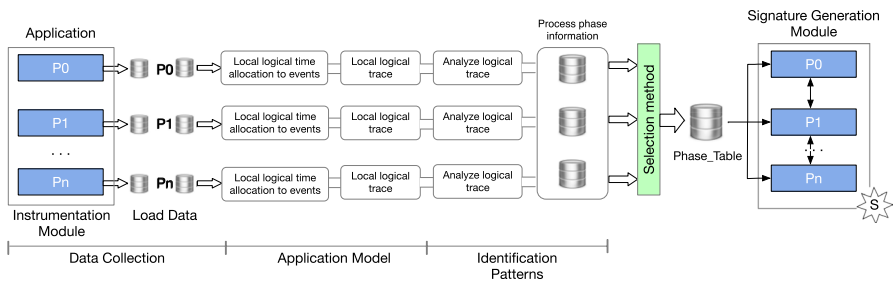 Application
Process phase
information
Signature Generation
Module
P0
P0
Local logical time
allocation to events
Local logical
trace
Analyze logical
trace
P0
P1
P1
Local logical time
allocation to events
Local logical
trace
Analyze logical
trace
Selection method
Phase_Table
P1
. . .
. . .
Pn
Pn
Local logical time
allocation to events
Local logical
trace
Analyze logical
trace
Pn
S
Instrumentation
Module
Load Data
Data Collection
Application Model
Identification
Patterns